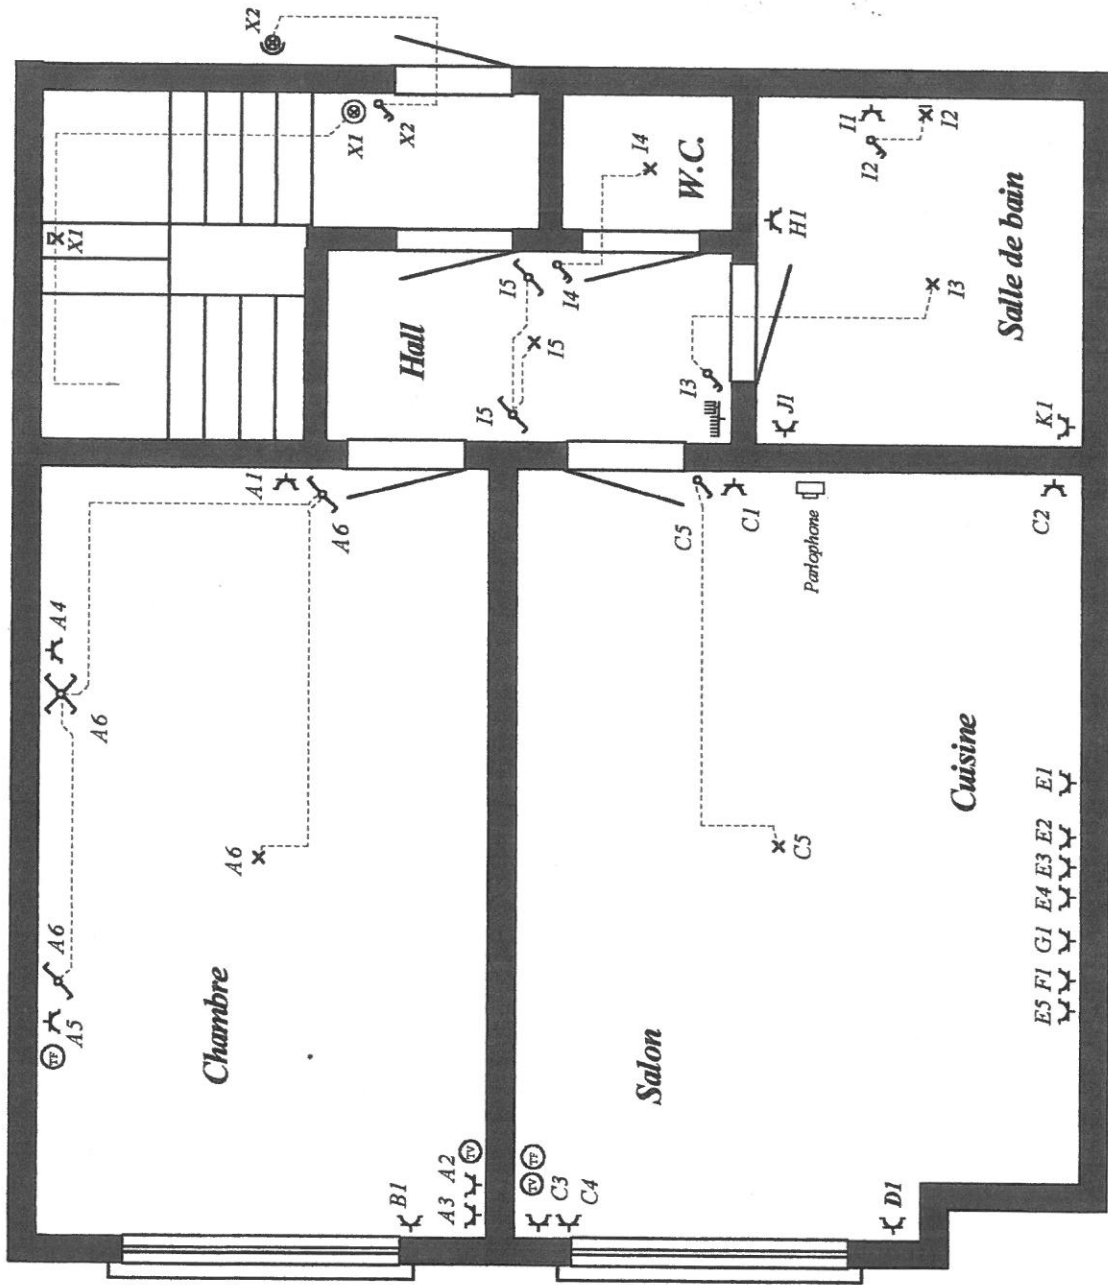 X2
X1
X2
X1
I4
W.C.
I1
I2
I2
H1
I3
Salle de bain
Hall
I5
I4
I5
I5
I3
J1
K1
A1
A6
A4
A6
A6
A6
A5
TF
Chambre
B1
A3
A2
TV
C5
C1
Parlophone
C2
C5
Cuisine
E1
E2
E3
E4
G1
F1
E5
Salon
TV
TF
C3
C4
D1